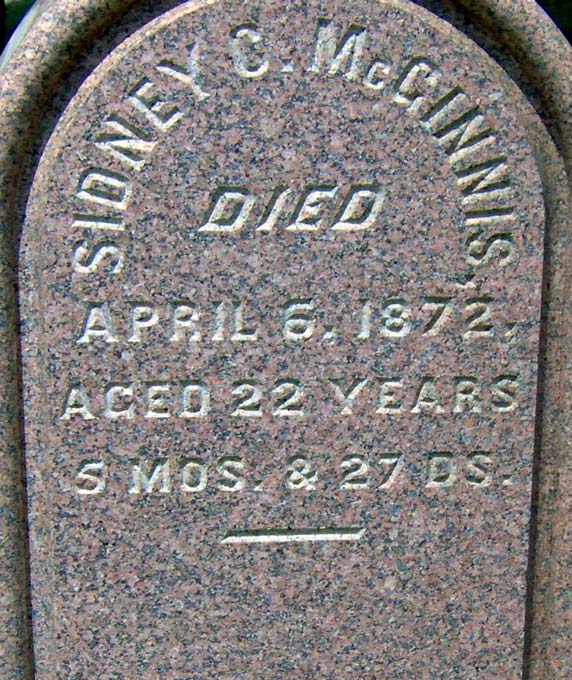 SIDNEY C. McGINNIS,
DIED
APRIL 6, 1872,
AGED 22 YEARS
5 MOS. & 27 DS.